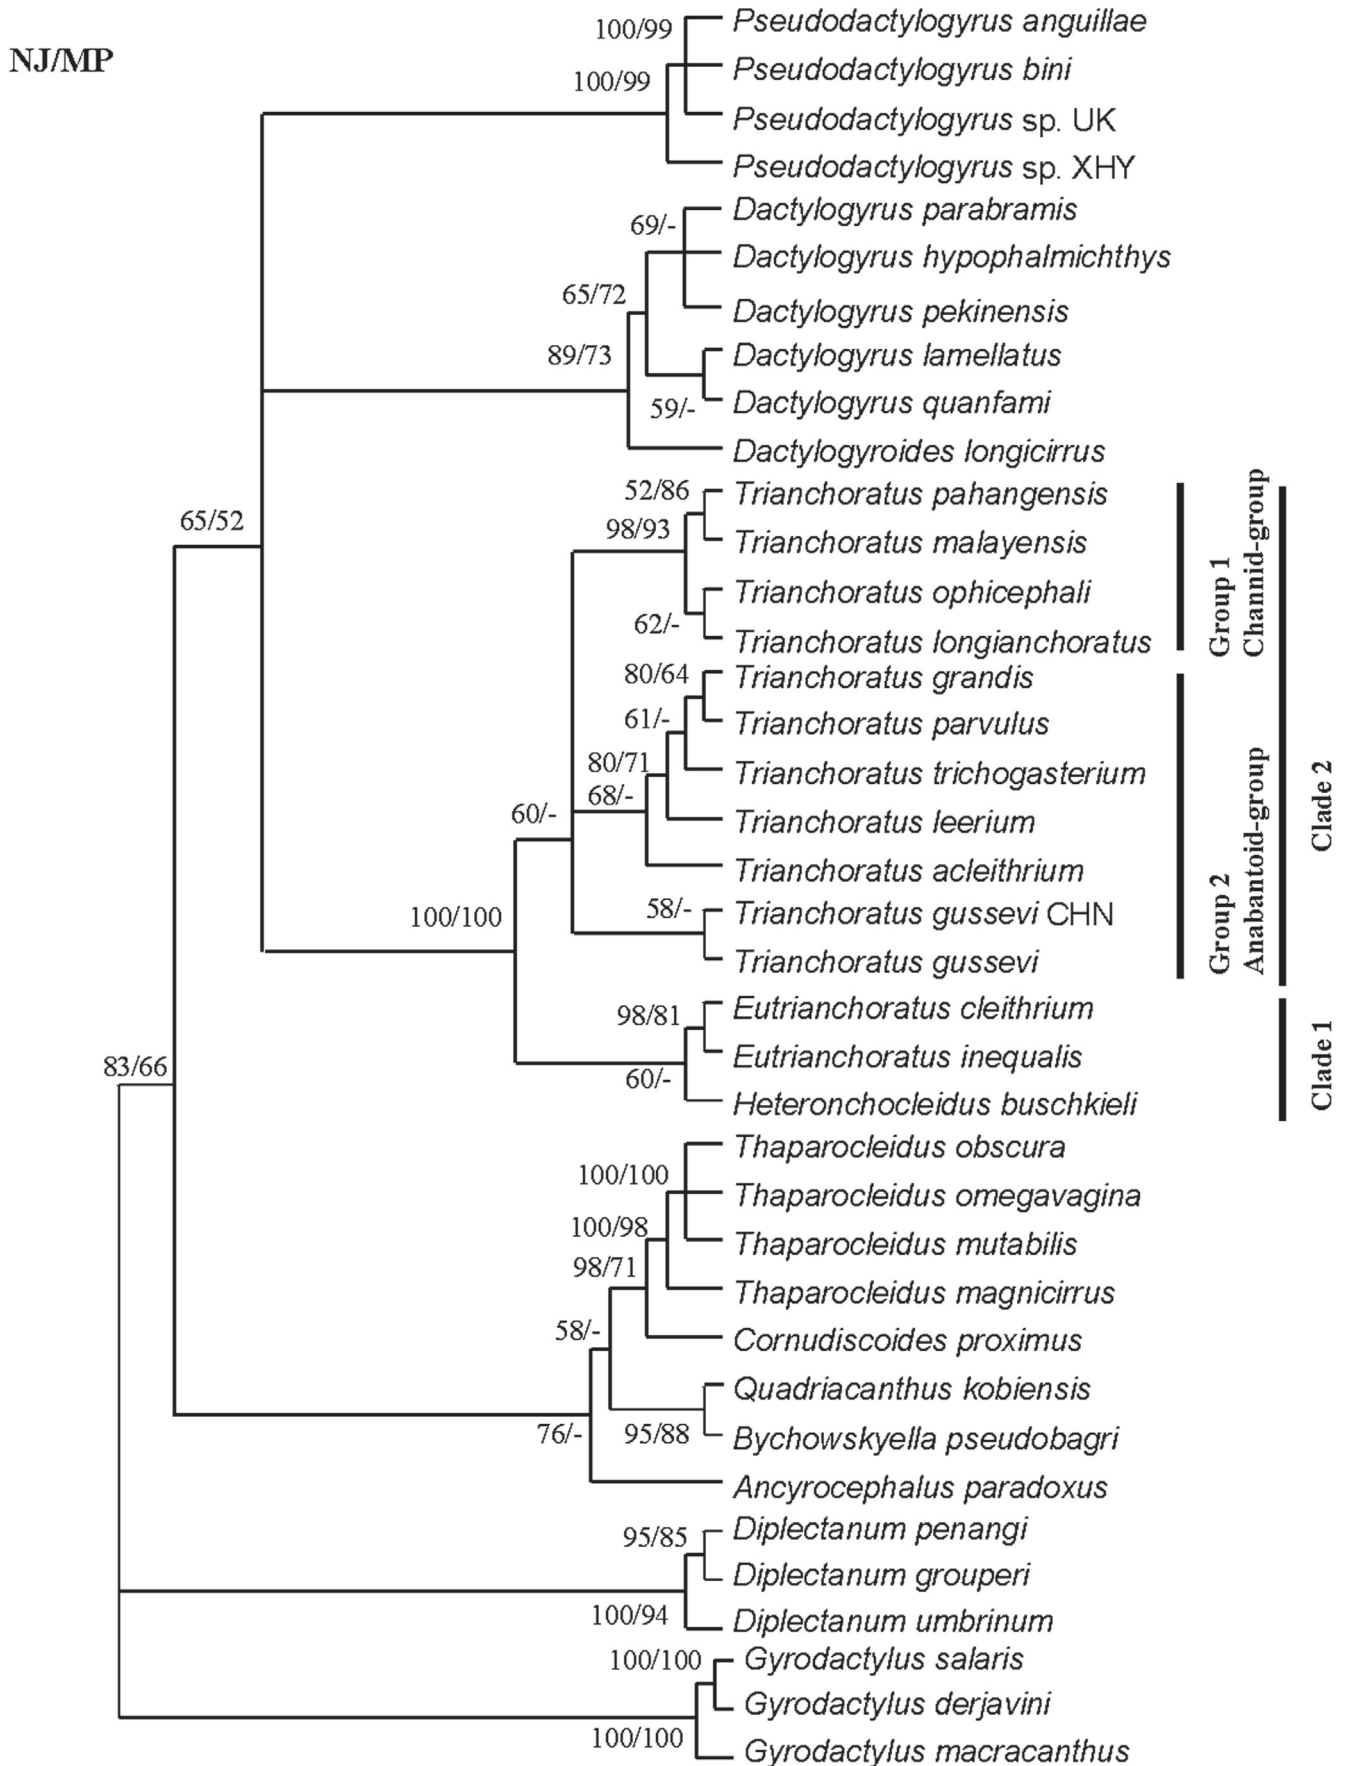 NJ/MP
100/99
Pseudodactylogyrus anguillae
Pseudodactylogyrus bini
100/99
Pseudodactylogyrus sp. UK
Pseudodactylogyrus sp. XHY
Dactylogyrus parabramis
69/-
Dactylogyrus hypophalmichthys
65/72
Dactylogyrus pekinensis
89/73
Dactylogyrus lamellatus
59/-
Dactylogyrus quanfami
Dactylogyroides longicirrus
52/86
Trianchoratus pahangensis
65/52
98/93
Trianchoratus malayensis
Trianchoratus ophicephali
62/-
Trianchoratus longianchoratus
Group 1
Channid-group
80/64
Trianchoratus grandis
61/-
Trianchoratus parvulus
80/71
Trianchoratus trichogasterium
68/-
60/-
Trianchoratus leerium
Trianchoratus acleithrium
100/100
58/-
Trianchoratus gussevi CHN
Trianchoratus gussevi
Group 2
Anabantoid-group
Clade 2
98/81
Eutrianchoratus cleithrium
Eutrianchoratus inequalis
60/-
Heteronchocleidus buschkieli
Clade 1
83/66
Thaparocleidus obscura
100/100
Thaparocleidus omegavagina
100/98
Thaparocleidus mutabilis
98/71
Thaparocleidus magnicirrus
58/-
Cornudiscoides proximus
Quadriacanthus kobiensis
76/-
95/88
Bychowskyella pseudobagri
Ancyrocephalus paradoxus
95/85
Diplectanum penangi
Diplectanum grouperi
100/94
Diplectanum umbrinum
100/100
Gyrodactylus salaris
Gyrodactylus derjavini
100/100
Gyrodactylus macracanthus